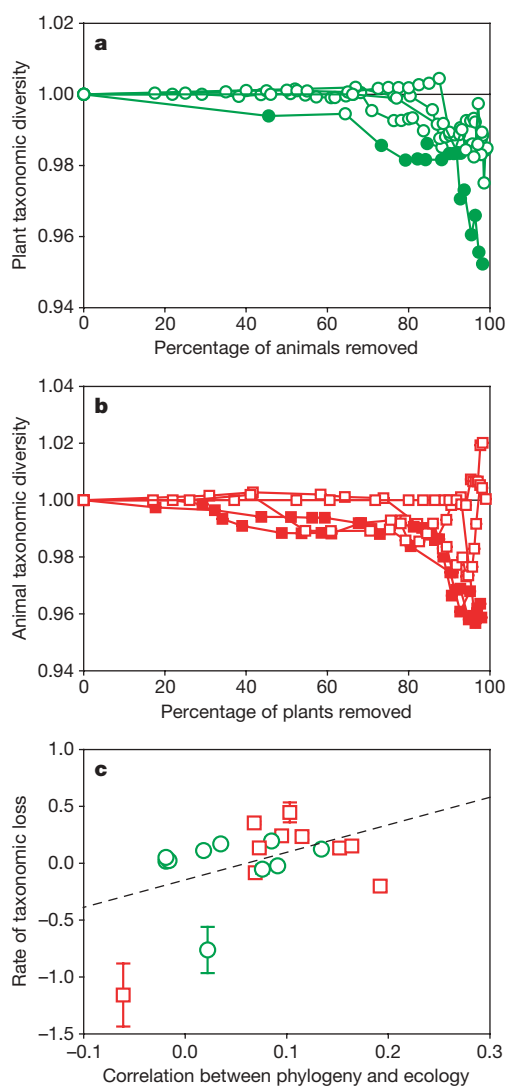 a
1.02
1.00
0.98
0.96
0.94
Plant taxonomic diversity
0 20 40 60 80 100
Percentage of animals removed
b
1.04
1.02
1.00
0.98
0.96
0.94
Animal taxonomic diversity
0 20 40 60 80 100
Percentage of plants removed
c
1.0
0.5
0.0
−0.5
−1.0
−1.5
Rate of taxonomic loss
−0.1 0.0 0.1 0.2 0.3
Correlation between phylogeny and ecology